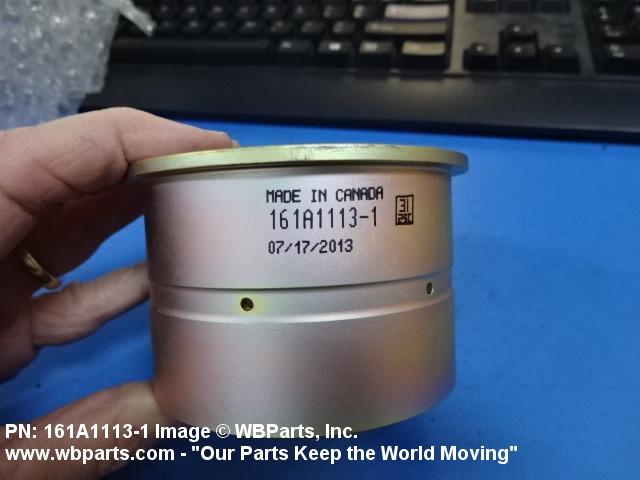 MADE IN CANADA
161A1113-1
31
07/17/2013
PN: 161A1113-1 Image © WBParts, Inc.
www.wbparts.com - "Our Parts Keep the World Moving"